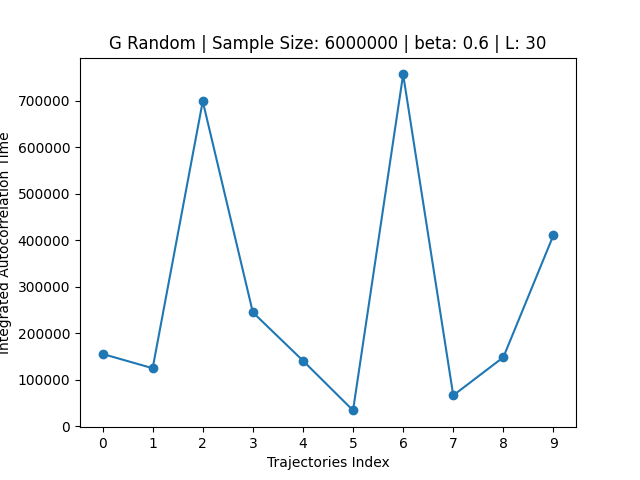 G Random | Sample Size: 6000000 | beta: 0.6 | L: 30
700000
600000
500000
400000
300000
200000
100000
0
Integrated Autocorrelation Time
0 1 2 3 4 5 6 7 8 9
Trajectories Index